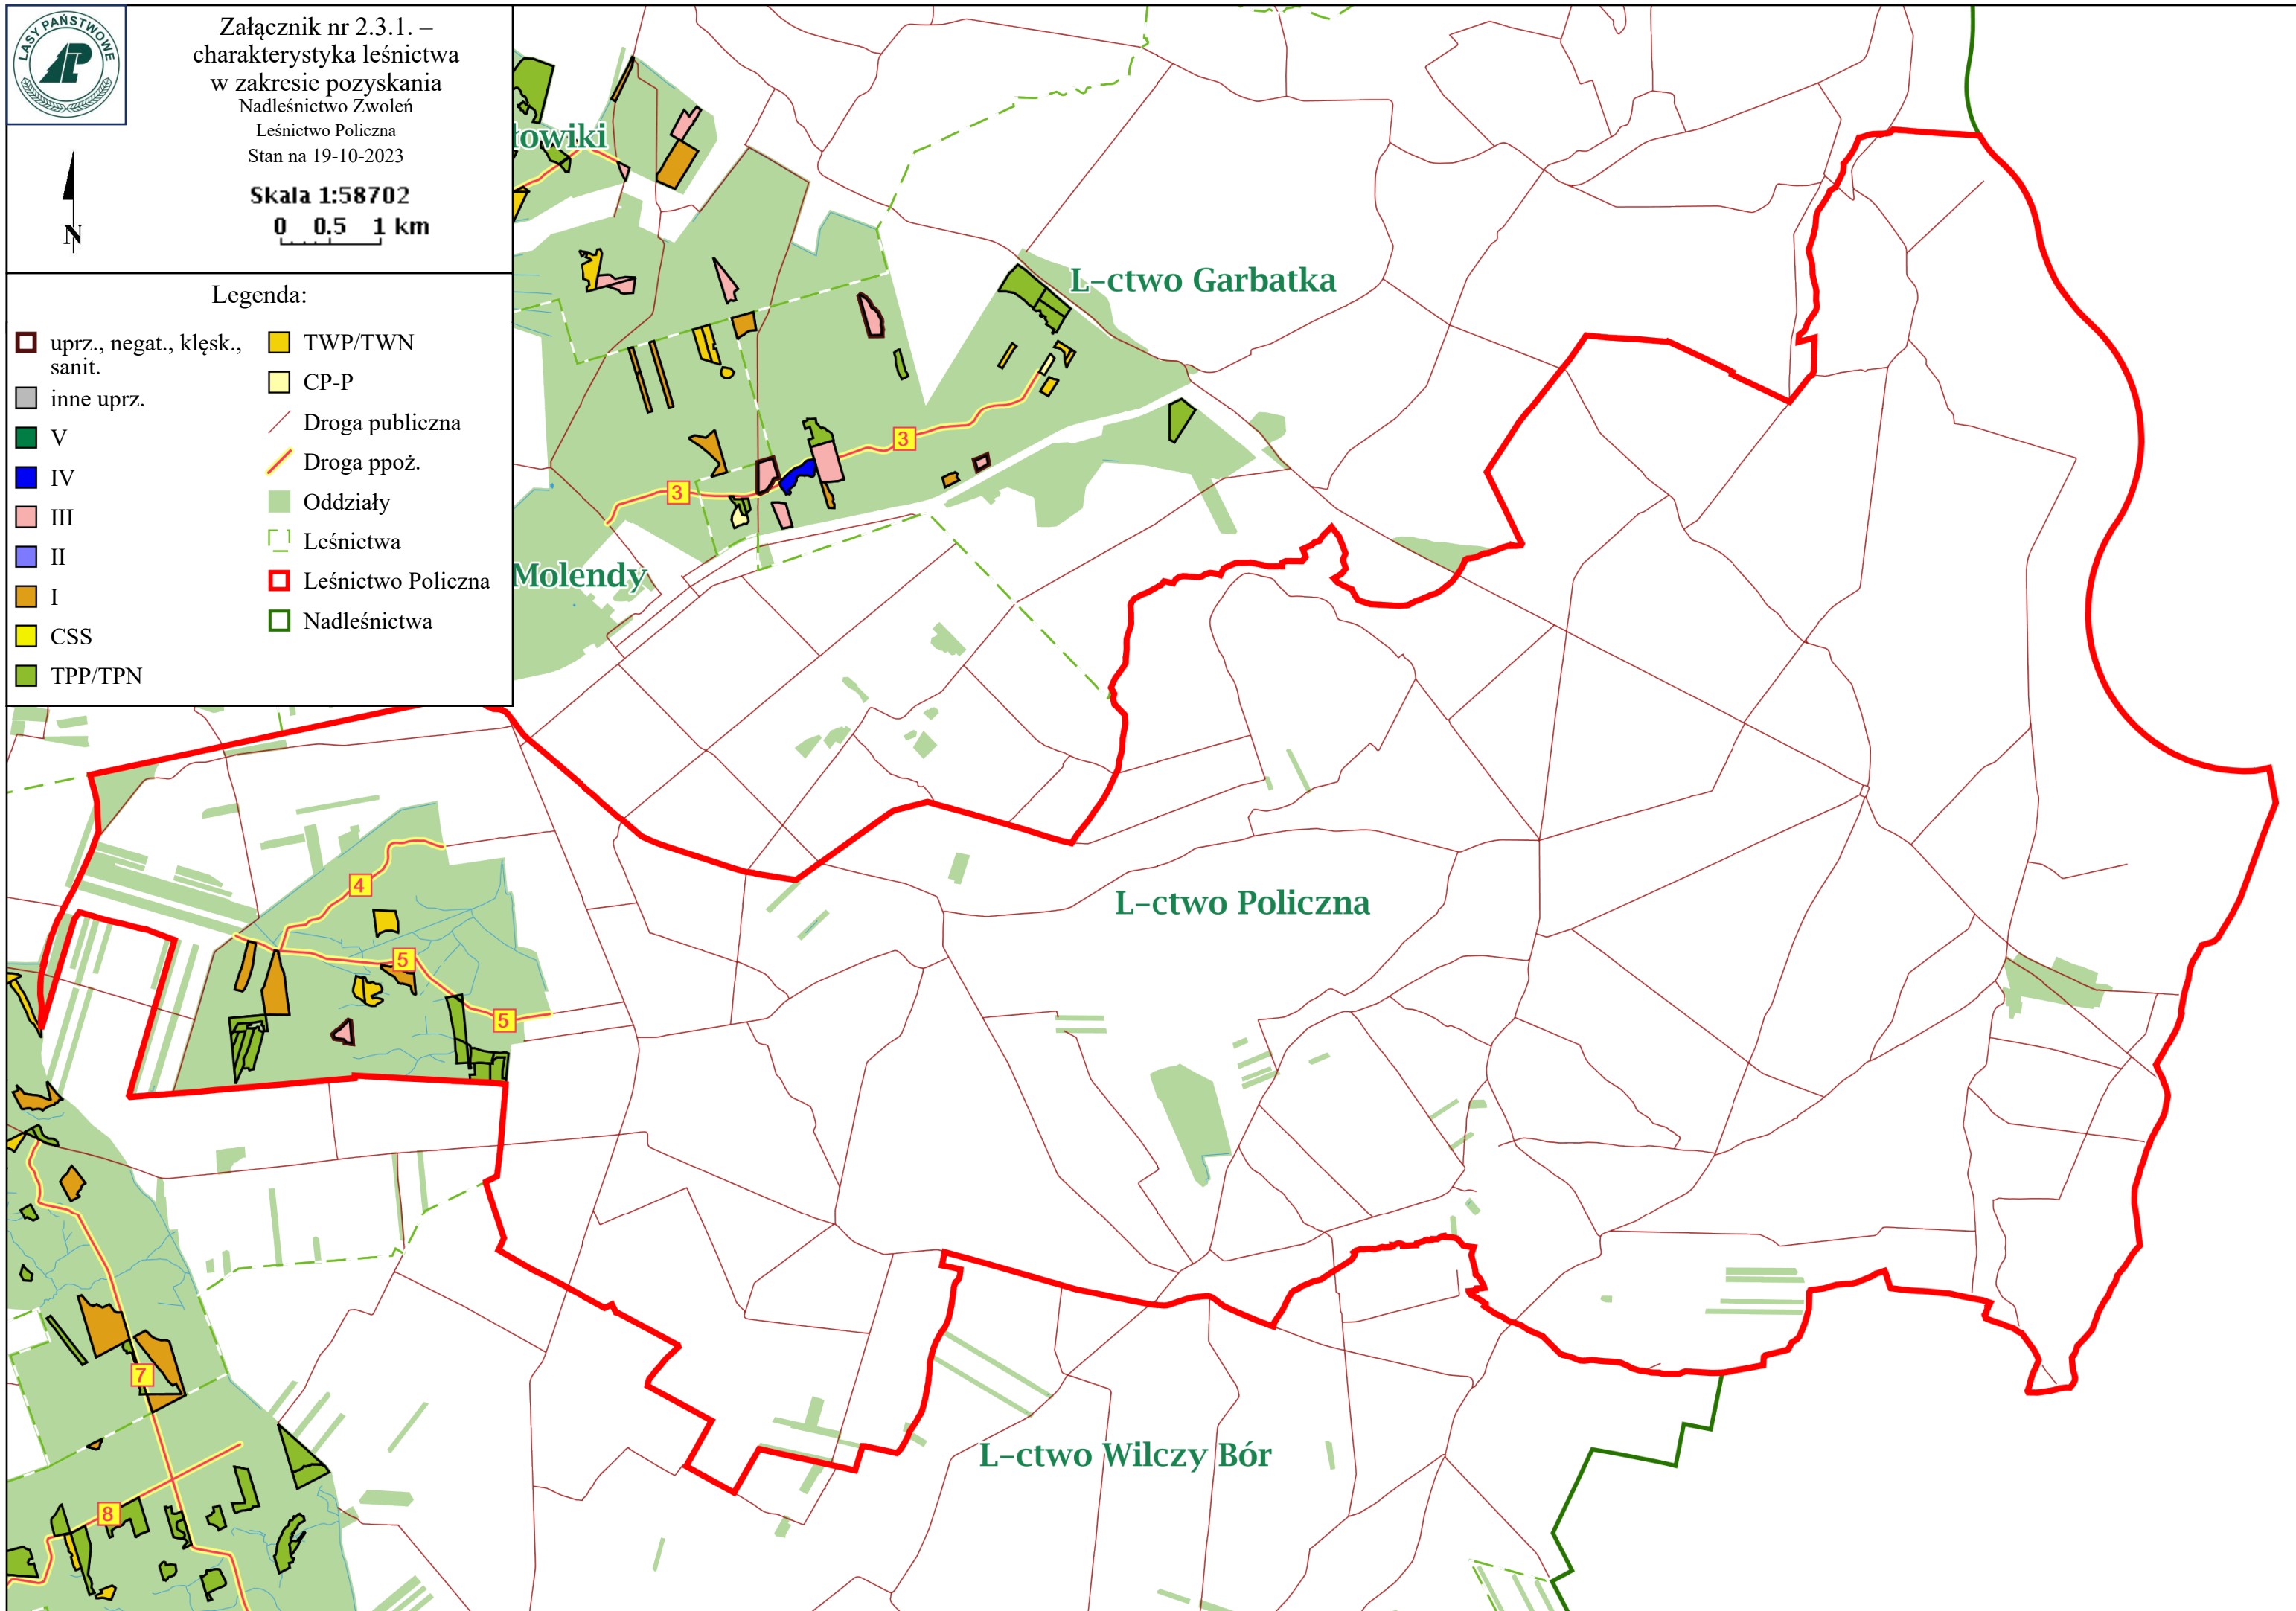 LASY PAŃSTWOWE
Załącznik nr 2.3.1. –
charakterystyka leśnictwa
w zakresie pozyskania
Nadleśnictwo Zwoleń
Leśnictwo Policzna
Stan na 19-10-2023
Skala 1:58702
0 0.5 1 km
N
Legenda:
uprz., negat., klęsk.,
sanit.
inne uprz.
V
IV
III
II
I
CSS
TPP/TPN
TWP/TWN
CP-P
Droga publiczna
Droga ppoż.
Oddziały
Leśnictwa
Leśnictwo Policzna
Nadleśnictwa
łowiki
L-ctwo Garbatka
3
3
Molendy
4
L-ctwo Policzna
5
5
7
L-ctwo Wilczy Bór
8